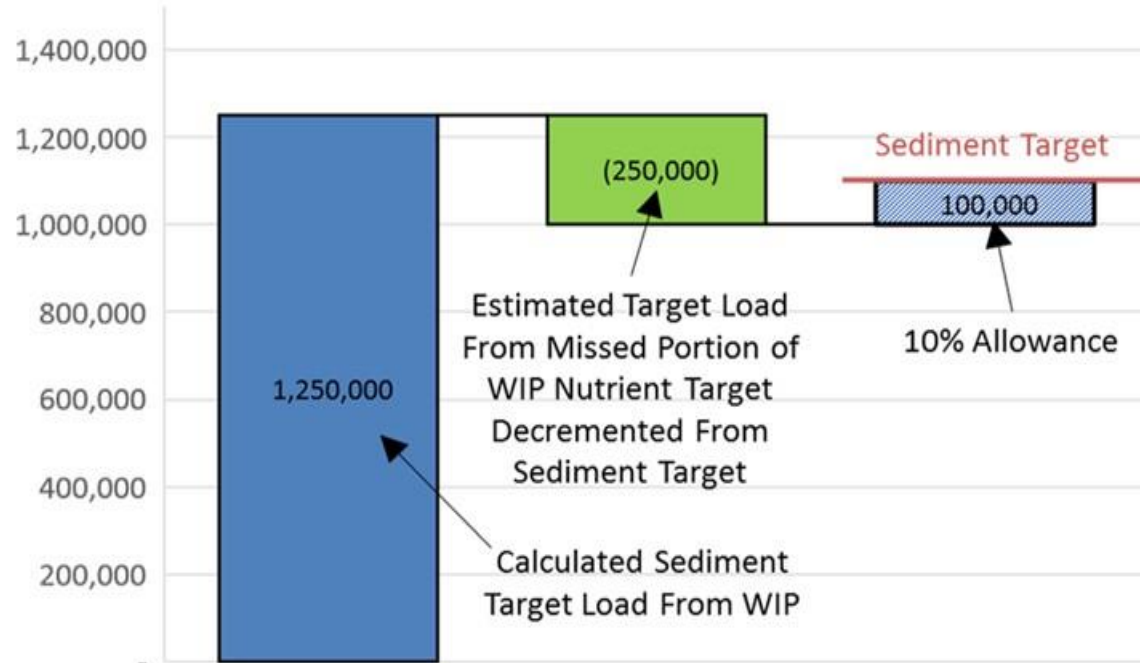 1,400,000
1,200,000
1,000,000
800,000
600,000
400,000
200,000
1,250,000
(250,000)
Sediment Target
100,000
Estimated Target Load
From Missed Portion of
WIP Nutrient Target
Decremented From
Sediment Target
10% Allowance
Calculated Sediment
Target Load From WIP